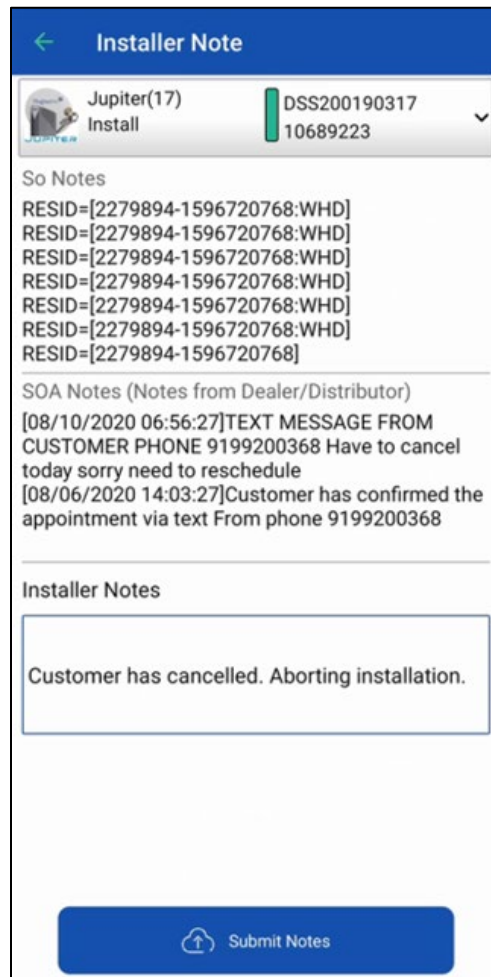 Installer Note
Jupiter(17)
Install
DSS200190317
10689223
JUPITER
So Notes
RESID=[2279894-1596720768:WHD]
RESID=[2279894-1596720768:WHD]
RESID=[2279894-1596720768:WHD]
RESID=[2279894-1596720768:WHD]
RESID=[2279894-1596720768:WHD]
RESID=[2279894-1596720768:WHD]
RESID=[2279894-1596720768]
SOA Notes (Notes from Dealer/Distributor)
[08/10/2020 06:56:27]TEXT MESSAGE FROM
CUSTOMER PHONE 9199200368 Have to cancel
today sorry need to reschedule
[08/06/2020 14:03:27]Customer has confirmed the
appointment via text From phone 9199200368
Installer Notes
Customer has cancelled. Aborting installation.
Submit Notes